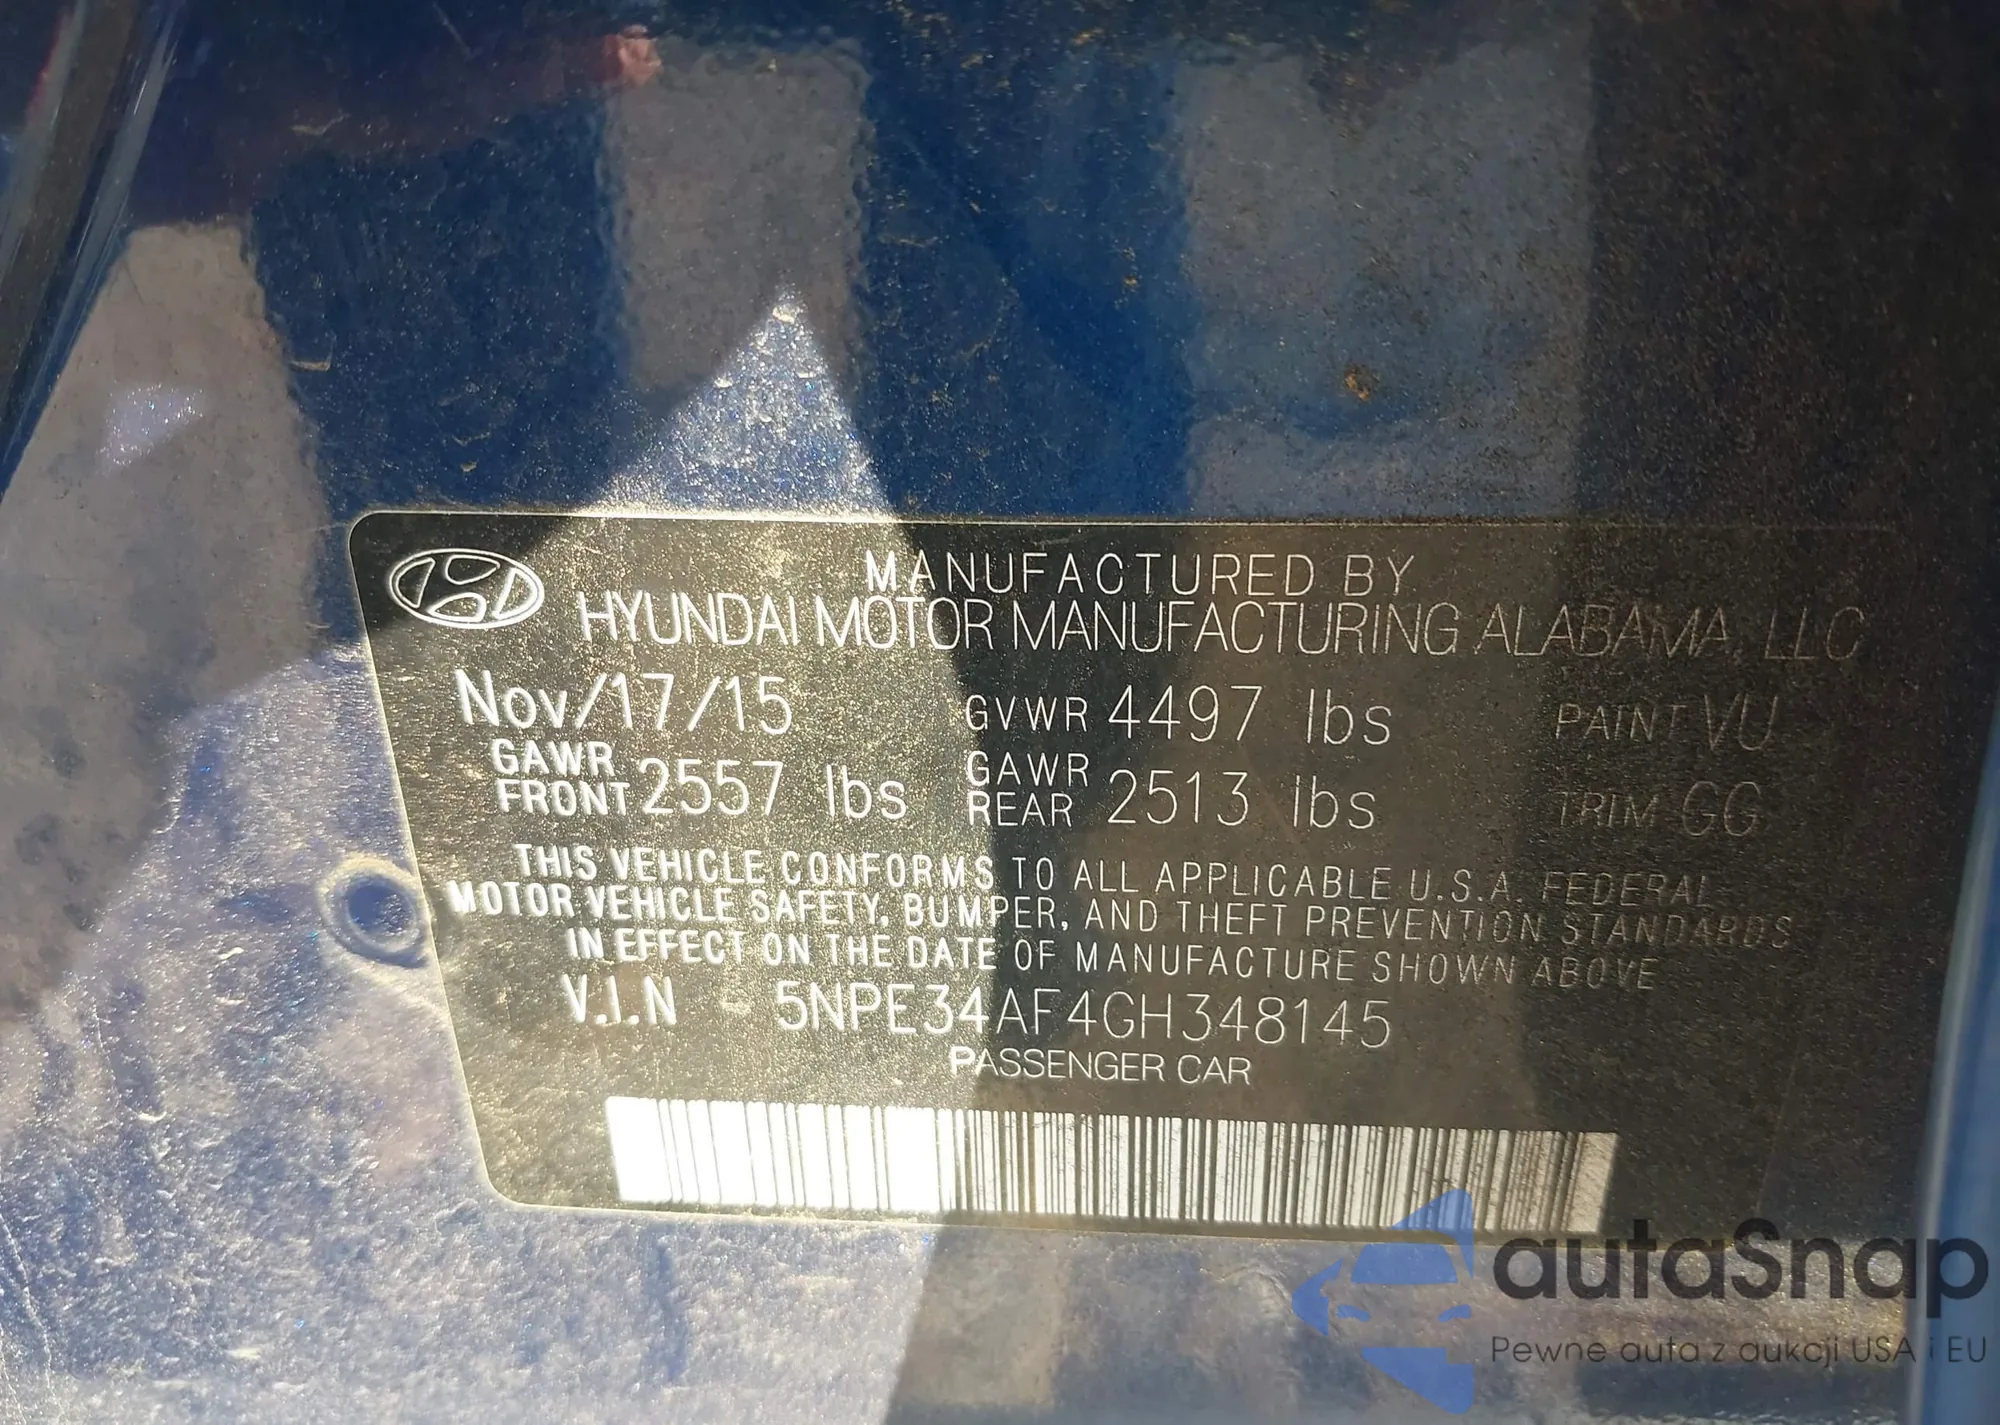 MANUFACTURED BY
HYUNDAI MOTOR MANUFACTURING ALABAMA, LLC
Nov/17/15 GVWR 4497 lbs PAINT VU
GAWR FRONT 2557 lbs GAWR REAR 2513 lbs TRIM GG
THIS VEHICLE CONFORMS TO ALL APPLICABLE U.S.A. FEDERAL
MOTOR VEHICLE SAFETY, BUMPER, AND THEFT PREVENTION STANDARDS
IN EFFECT ON THE DATE OF MANUFACTURE SHOWN ABOVE
V.I.N - 5NPE34AF4GH348145
PASSENGER CAR
autaSnap
Pewne auta z aukcji USA i EU